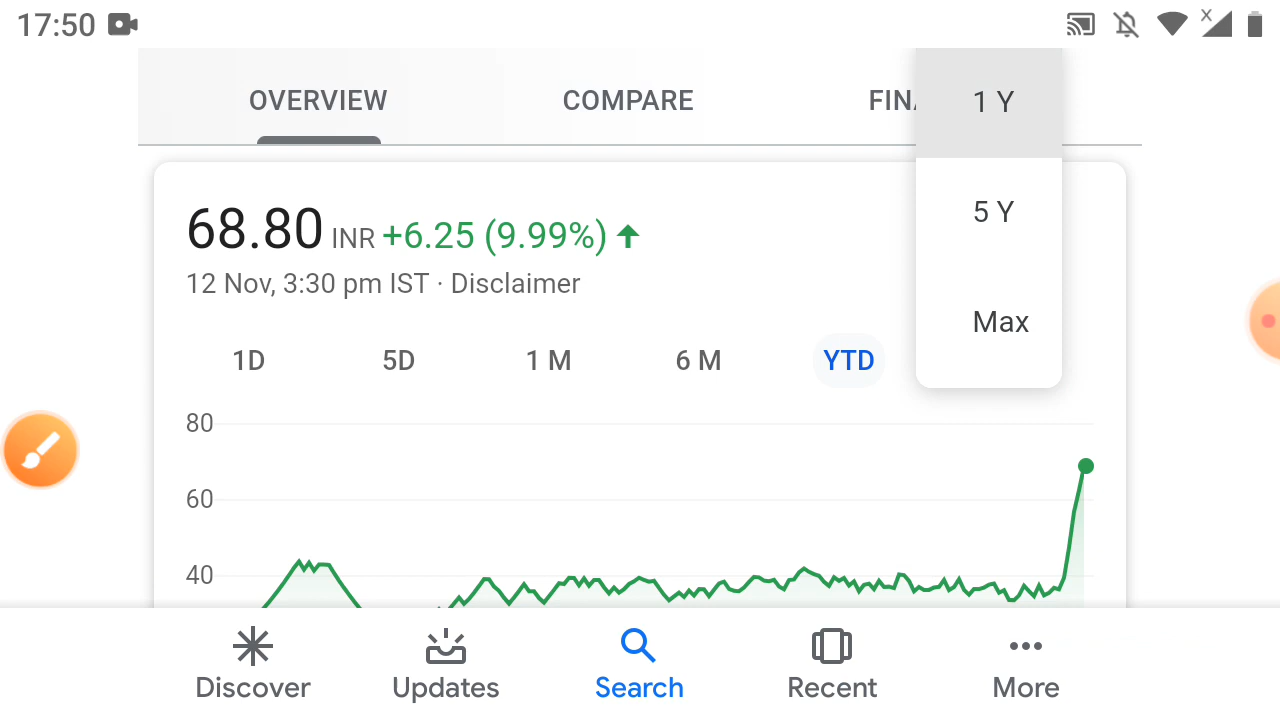 17:50
X
OVERVIEW COMPARE
1 Y
5 Y
Max
68.80 INR +6.25 (9.99%)
12 Nov, 3:30 pm IST · Disclaimer
1D 5D 1 M 6 M YTD
80
60
40
Discover Updates Search Recent More